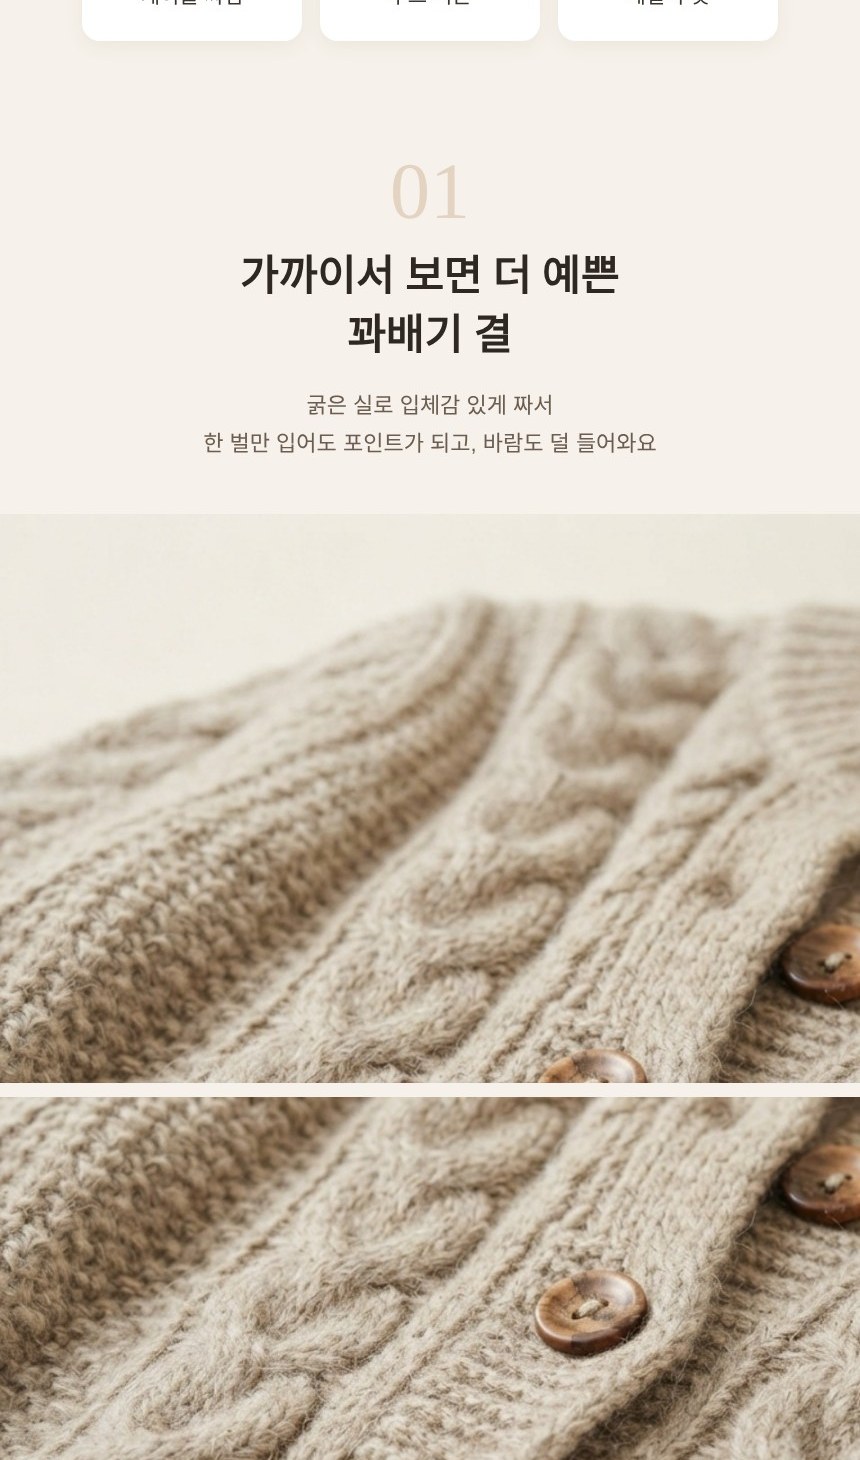 01
가까이서 보면 더 예쁜
꽈배기 결
굵은 실로 입체감 있게 짜서
한 벌만 입어도 포인트가 되고, 바람도 덜 들어와요